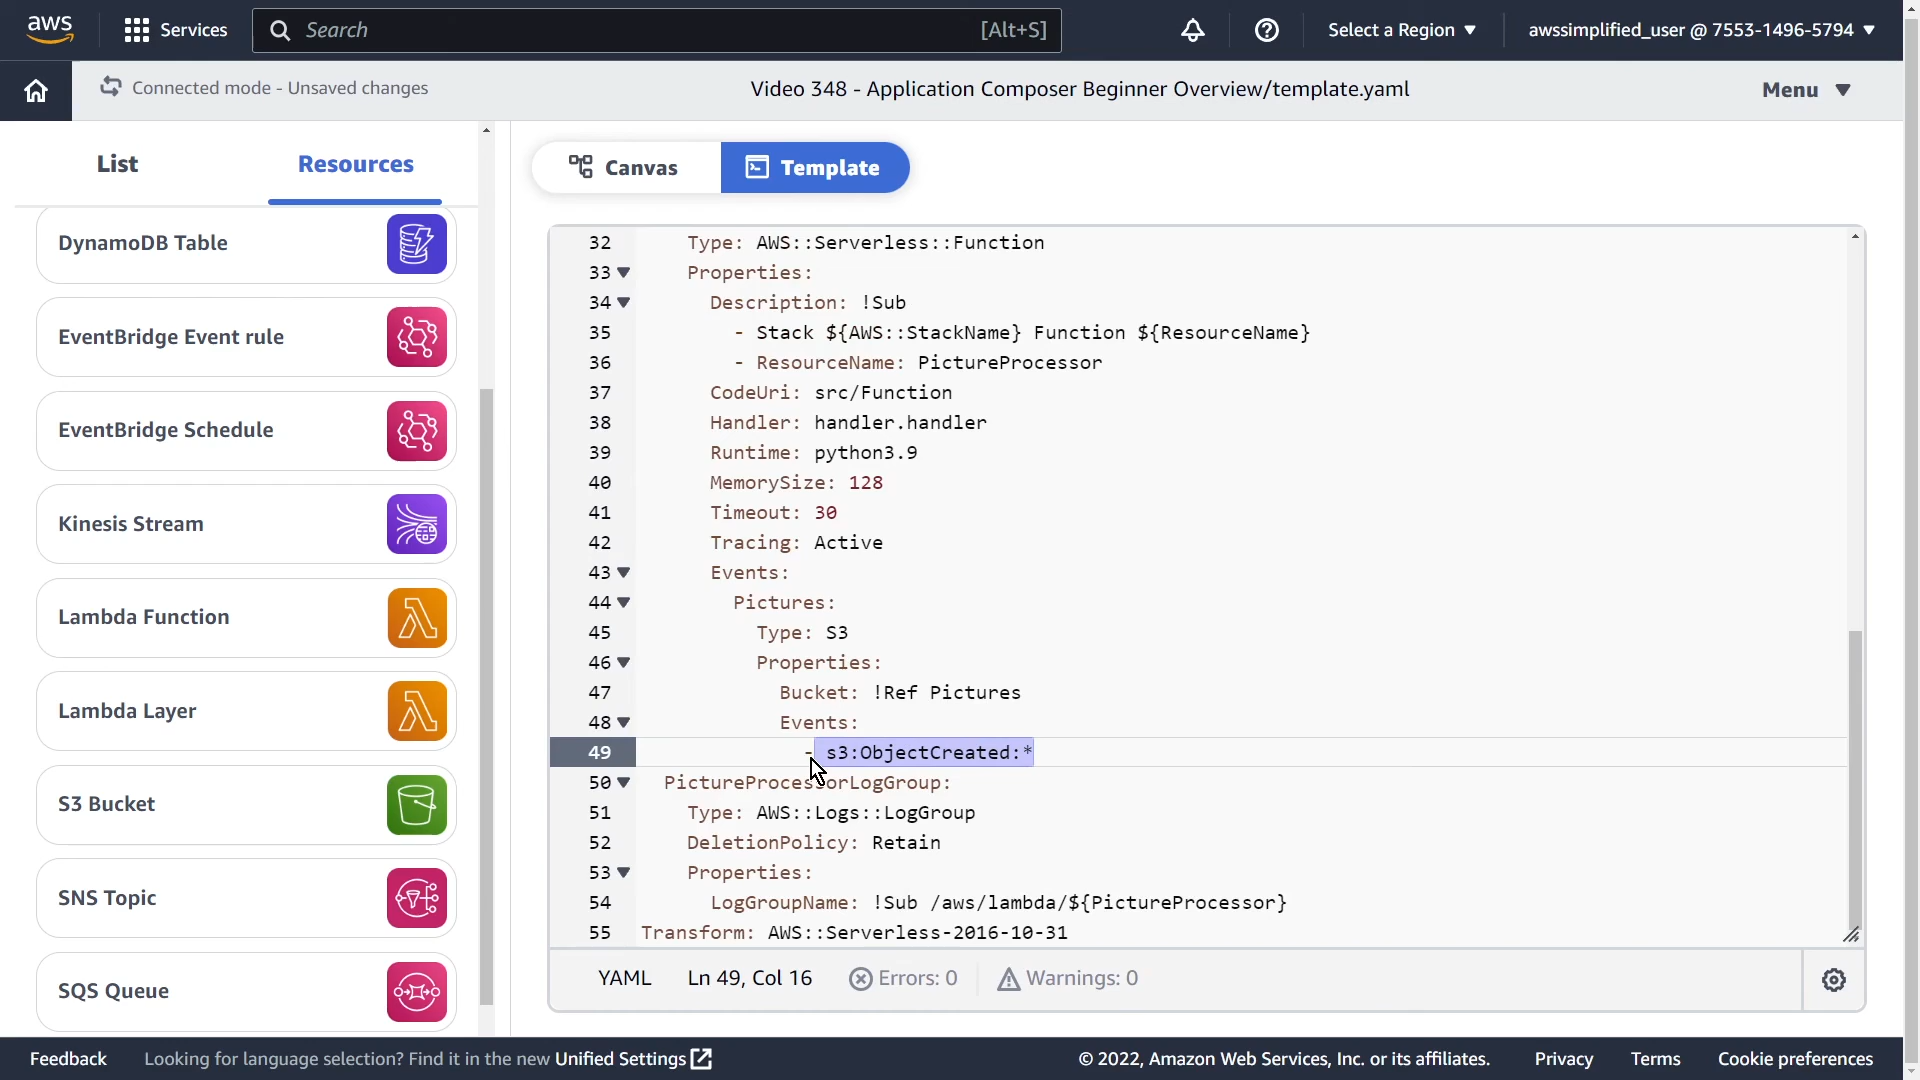 aws
Services
Search
[Alt+S]
Select a Region
awssimplified_user @ 7553-1496-5794
Connected mode - Unsaved changes
Video 348 - Application Composer Beginner Overview/template.yaml
Menu
List
Resources
DynamoDB Table
EventBridge Event rule
EventBridge Schedule
Kinesis Stream
Lambda Function
Lambda Layer
S3 Bucket
SNS Topic
SQS Queue
Canvas
Template
32 Type: AWS::Serverless::Function
33 Properties:
34 Description: !Sub
35 - Stack ${AWS::StackName} Function ${ResourceName}
36 - ResourceName: PictureProcessor
37 CodeUri: src/Function
38 Handler: handler.handler
39 Runtime: python3.9
40 MemorySize: 128
41 Timeout: 30
42 Tracing: Active
43 Events:
44 Pictures:
45 Type: S3
46 Properties:
47 Bucket: !Ref Pictures
48 Events:
49 - s3:ObjectCreated:*
50 PictureProcessorLogGroup:
51 Type: AWS::Logs::LogGroup
52 DeletionPolicy: Retain
53 Properties:
54 LogGroupName: !Sub /aws/lambda/${PictureProcessor}
55 Transform: AWS::Serverless-2016-10-31
YAML Ln 49, Col 16 Errors: 0 Warnings: 0
Feedback
Looking for language selection? Find it in the new Unified Settings
© 2022, Amazon Web Services, Inc. or its affiliates.
Privacy
Terms
Cookie preferences